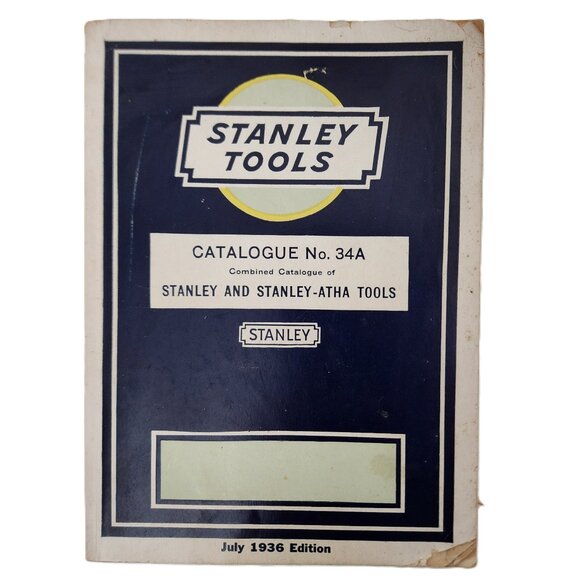 STANLEY
TOOLS
CATALOGUE No. 34A
Combined Catalogue of
STANLEY AND STANLEY-ATHA TOOLS
STANLEY
July 1936 Edition